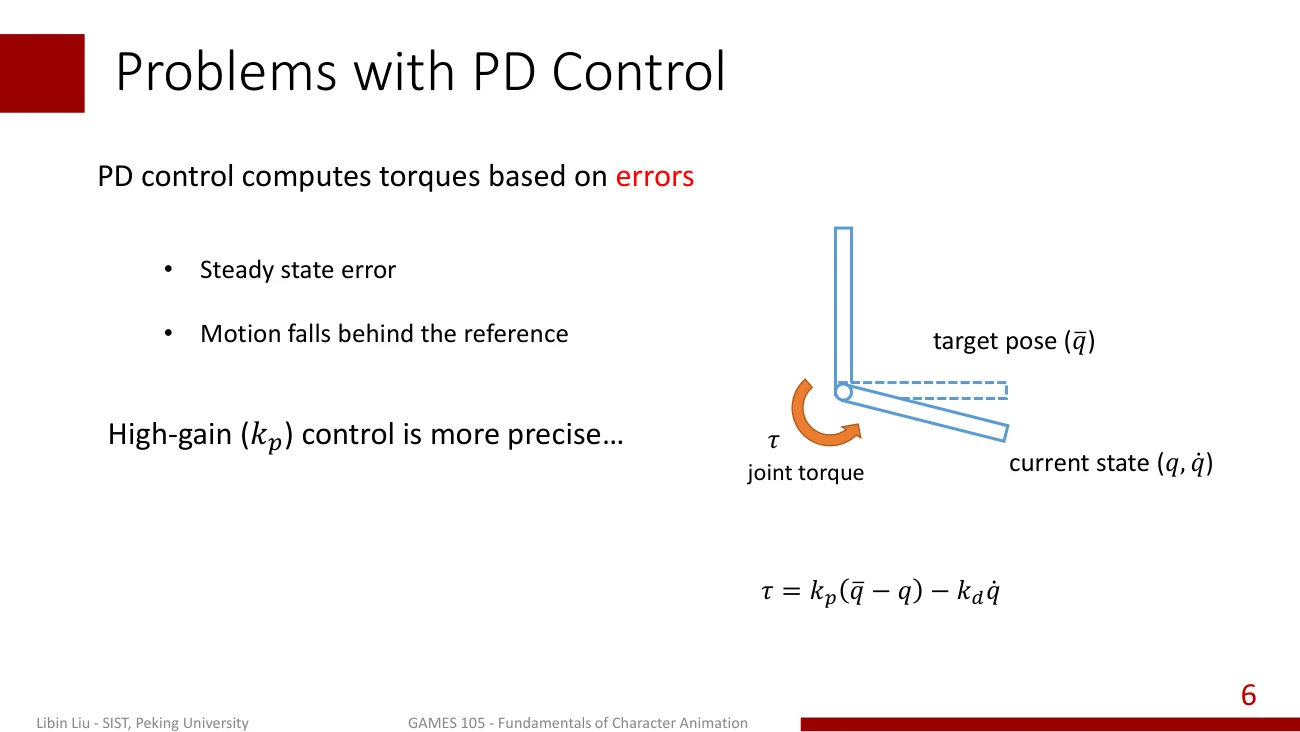 Problems with PD Control
PD control computes torques based on errors
• Steady state error
• Motion falls behind the reference
High-gain (𝑘ₚ) control is more precise…
target pose (q̄)
τ
joint torque
current state (q, q̇)
τ = kₚ(q̄ − q) − k_d q̇
6
Libin Liu - SIST, Peking University
GAMES 105 - Fundamentals of Character Animation